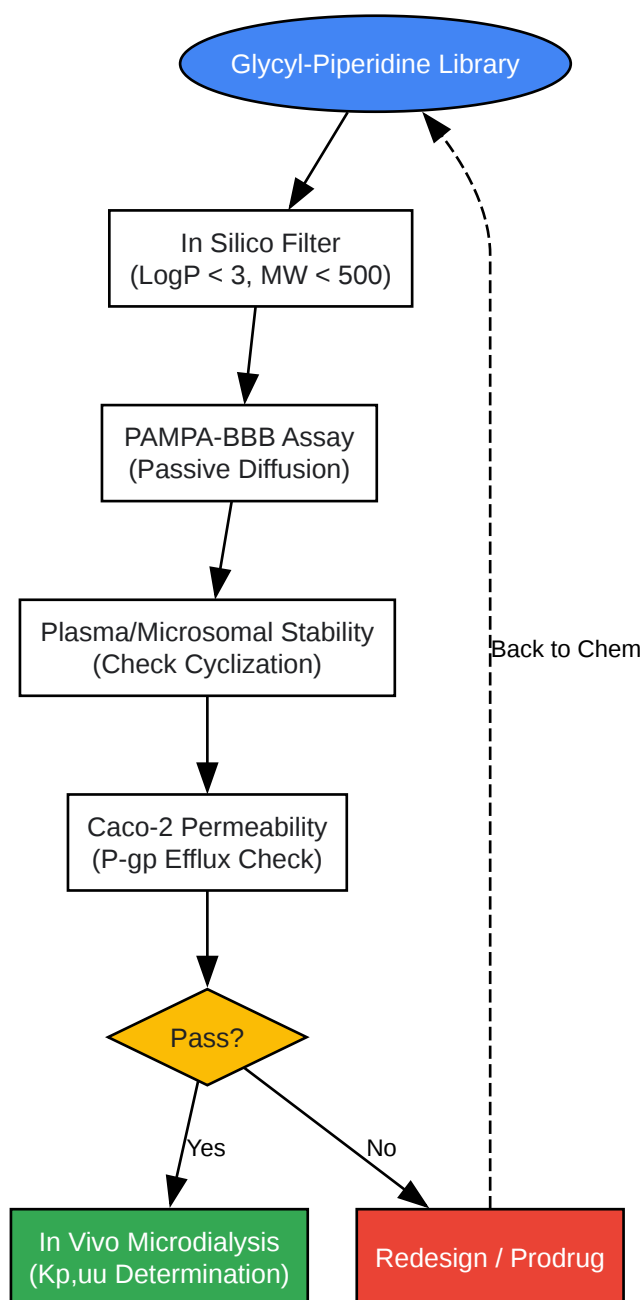 Glycyl-Piperidine Library
In Silico Filter
(LogP < 3, MW < 500)
PAMPA-BBB Assay
(Passive Diffusion)
Plasma/Microsomal Stability
(Check Cyclization)
Back to Chem
Caco-2 Permeability
(P-gp Efflux Check)
Pass?
Yes
No
In Vivo Microdialysis
(Kp,uu Determination)
Redesign / Prodrug